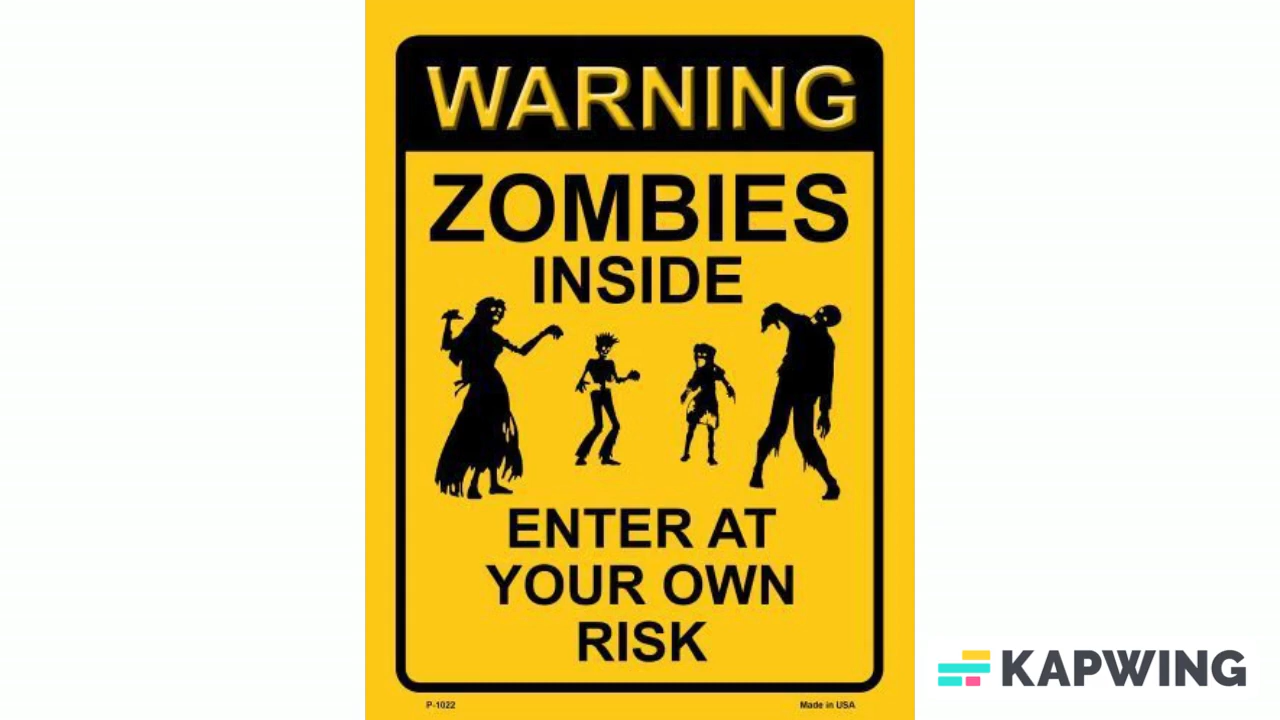 WARNING
ZOMBIES
INSIDE
ENTER AT
YOUR OWN
RISK
P-1022 Made in USA
KAPWING